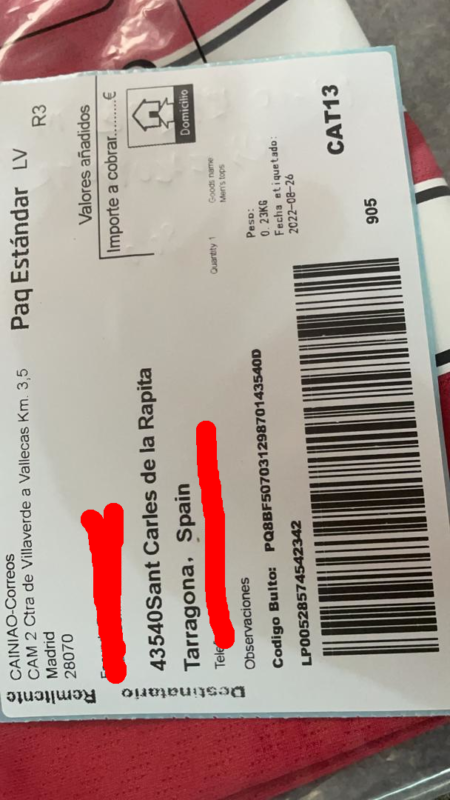 Remitente
CAINIAO-Correos
CAM 2 Ctra de Villaverde a Vallecas Km. 3,5
Madrid
28070
Paq Estándar LV
R3
Valores añadidos
Importe a cobrar.........€
Domicilio
Destinatario
43540Sant Carles de la Rapita
Tarragona, Spain
Quantity 1
Goods name
Men's tops
Observaciones
Peso:
0.23KG
Fecha etiquetado:
2022-08-26
Codigo Bulto: PQ8BF50703129870143540D
LP00528574542342
CAT13
905